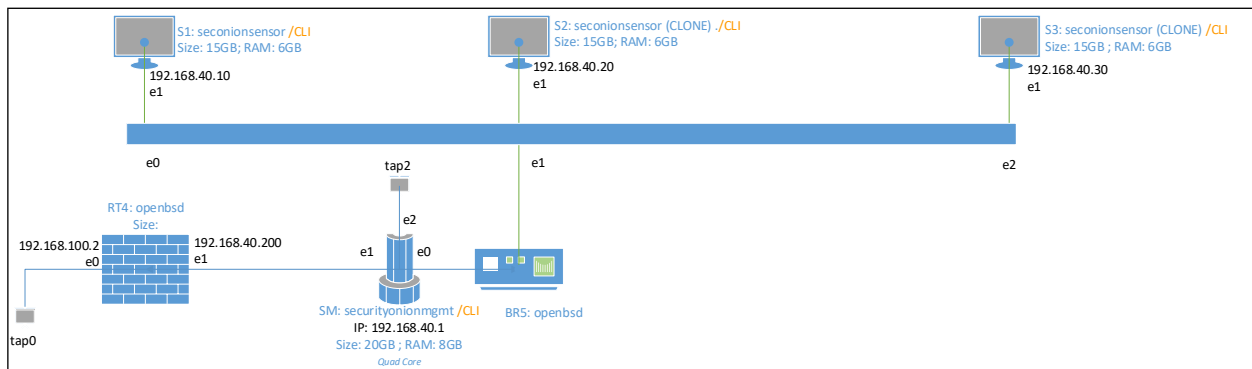 S1: seconionsensor /CLI
Size: 15GB; RAM: 6GB
192.168.40.10
e1
S2: seconionsensor (CLONE) ./CLI
Size: 15GB; RAM: 6GB
192.168.40.20
e1
S3: seconionsensor (CLONE) /CLI
Size: 15GB ; RAM: 6GB
192.168.40.30
e1
e0
e1
e2
tap2
e2
RT4: openbsd
Size:
192.168.100.2
e0
192.168.40.200
e1
e1
e0
tap0
SM: securityonionmgmt /CLI
IP: 192.168.40.1
Size: 20GB ; RAM: 8GB
Quad Core
BR5: openbsd